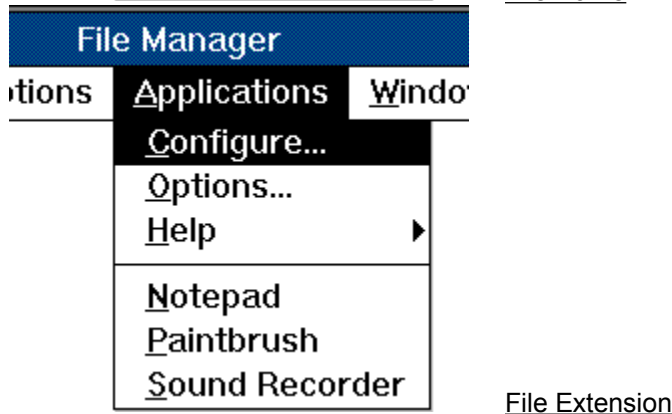 File Manager
Applications
Configure...
Options...
Help
Notepad
Paintbrush
Sound Recorder
File Extension